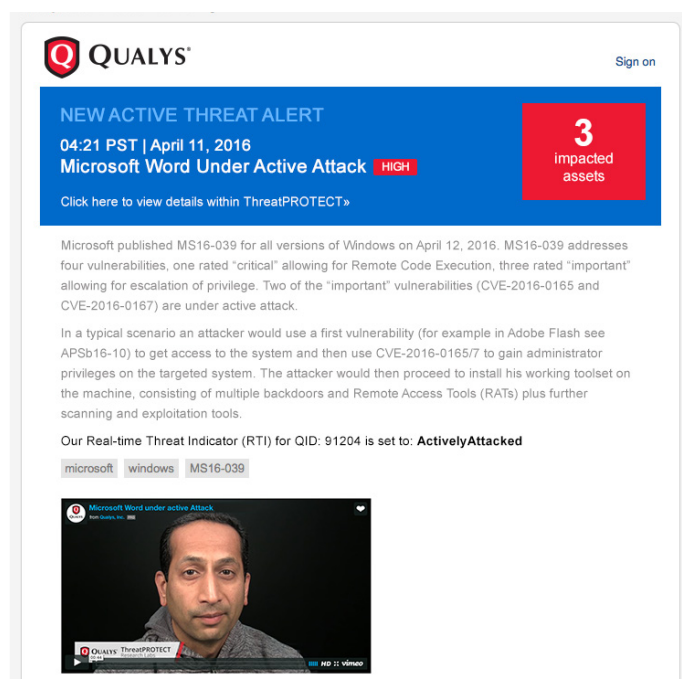 QUALYS®
Sign on
NEW ACTIVE THREAT ALERT
04:21 PST | April 11, 2016
Microsoft Word Under Active Attack HIGH
Click here to view details within ThreatPROTECT»
3
impacted
assets
Microsoft published MS16-039 for all versions of Windows on April 12, 2016. MS16-039 addresses
four vulnerabilities, one rated “critical” allowing for Remote Code Execution, three rated “important”
allowing for escalation of privilege. Two of the “important” vulnerabilities (CVE-2016-0165 and
CVE-2016-0167) are under active attack.
In a typical scenario an attacker would use a first vulnerability (for example in Adobe Flash see
APSb16-10) to get access to the system and then use CVE-2016-0165/7 to gain administrator
privileges on the targeted system. The attacker would then proceed to install his working toolset on
the machine, consisting of multiple backdoors and Remote Access Tools (RATs) plus further
scanning and exploitation tools.
Our Real-time Threat Indicator (RTI) for QID: 91204 is set to: ActivelyAttacked
microsoft windows MS16-039
Microsoft Word under active Attack
from Qualys, Inc.
QUALYS ThreatPROTECT
Research Labs
HD :: vimeo